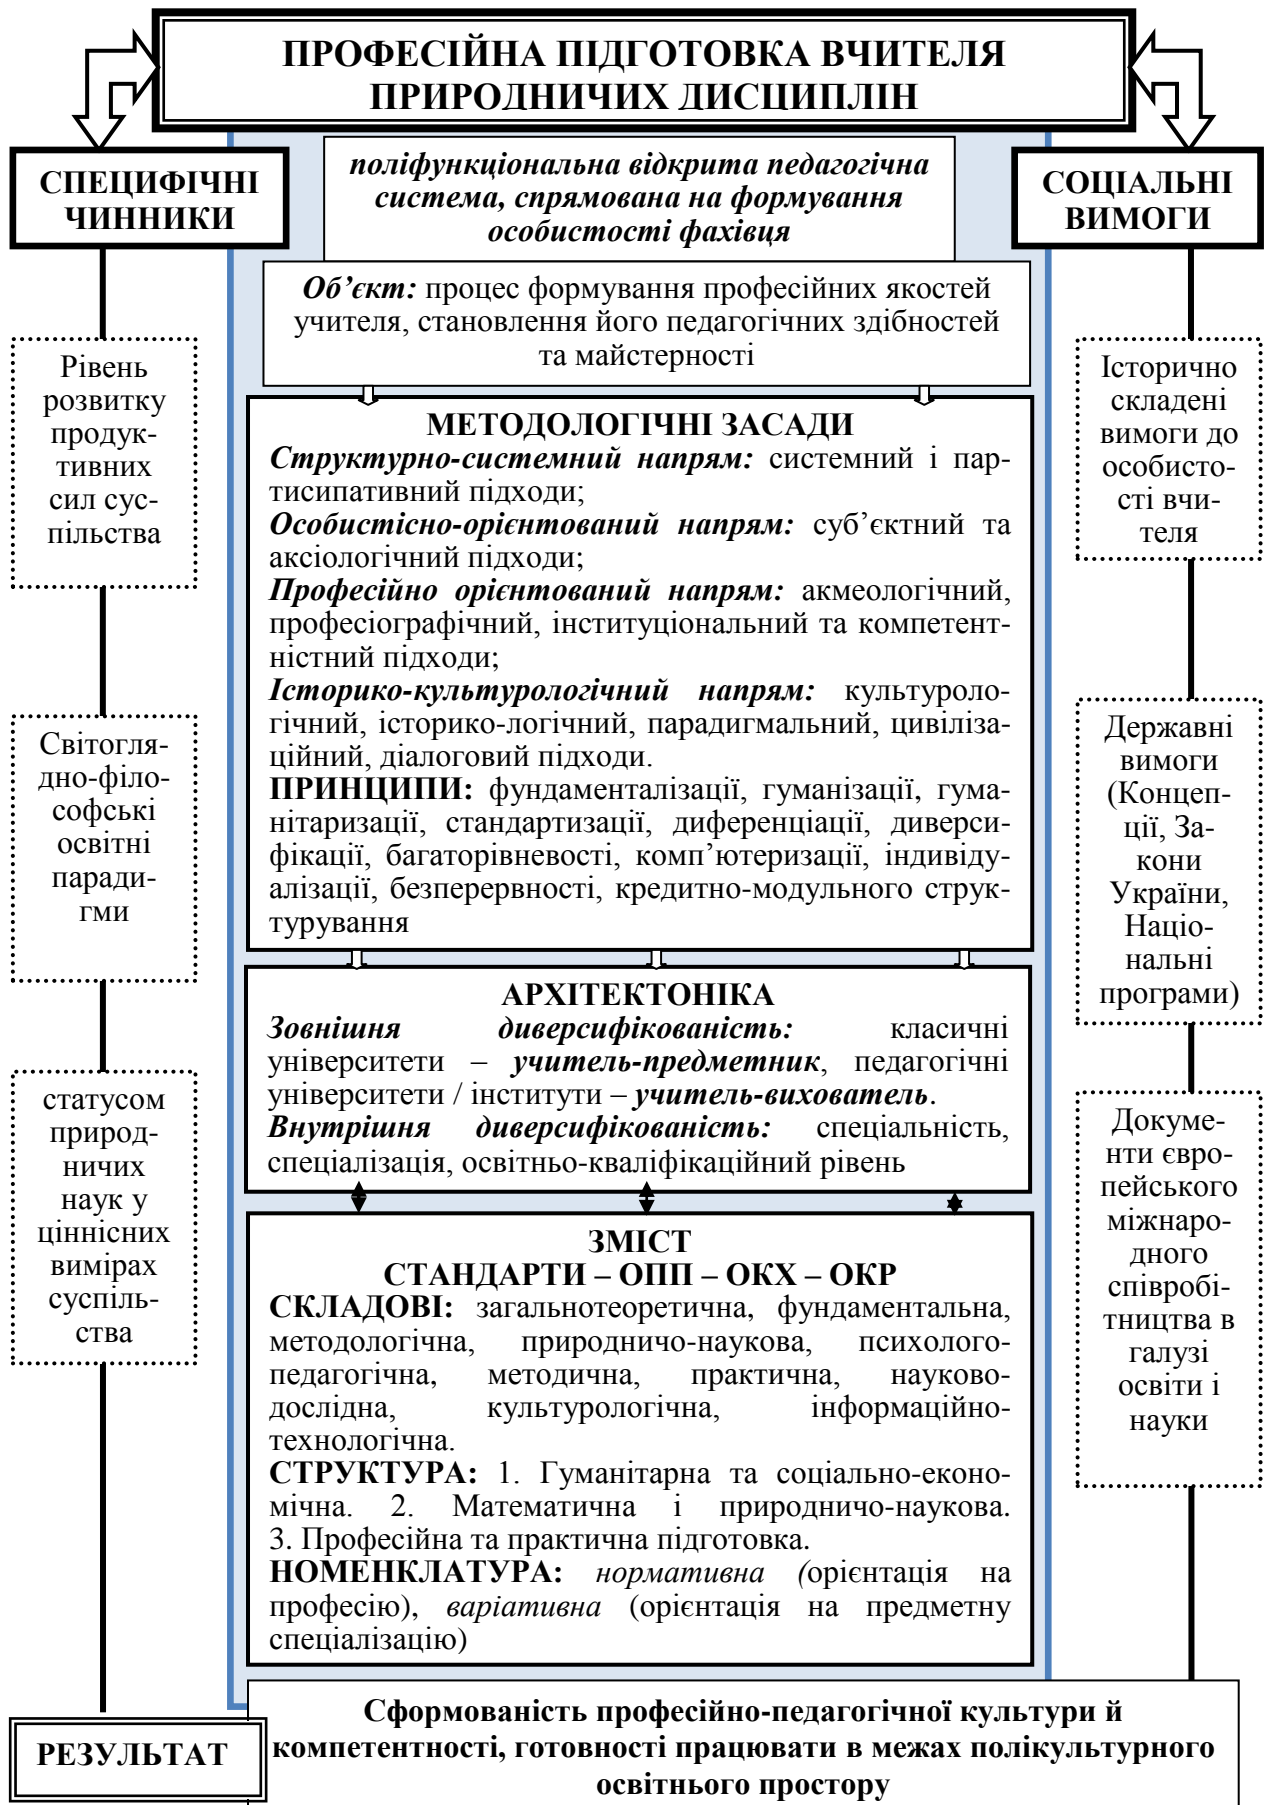 ПРОФЕСІЙНА ПІДГОТОВКА ВЧИТЕЛЯ
ПРИРОДНИЧИХ ДИСЦИПЛІН
СПЕЦИФІЧНІ
ЧИННИКИ
поліфункціональна відкрита педагогічна
система, спрямована на формування
особистості фахівця
СОЦІАЛЬНІ
ВИМОГИ
Об’єкт: процес формування професійних якостей
учителя, становлення його педагогічних здібностей
та майстерності
Рівень
розвитку
продук-
тивних
сил сус-
пільства
Світогля-
дно-філо-
софські
освітні
паради-
гми
статусом
природ-
ничих
наук у
ціннісних
вимірах
суспіль-
ства
МЕТОДОЛОГІЧНІ ЗАСАДИ
Структурно-системний напрям: системний і пар-
тисипативний підходи;
Особистісно-орієнтований напрям: суб’єктний та
аксіологічний підходи;
Професійно орієнтований напрям: акмеологічний,
професіографічний, інституціональний та компетент-
ністний підходи;
Історико-культурологічний напрям: культуроло-
гічний, історико-логічний, парадигмальний, цивіліза-
ційний, діалоговий підходи.
ПРИНЦИПИ: фундаменталізації, гуманізації, гума-
нітаризації, стандартизації, диференціації, диверси-
фікації, багаторівневості, комп’ютеризації, індивіду-
алізації, безперервності, кредитно-модульного струк-
турування
АРХІТЕКТОНІКА
Зовнішня диверсифікованість: класичні
університети – учитель-предметник, педагогічні
університети / інститути – учитель-вихователь.
Внутрішня диверсифікованість: спеціальність,
спеціалізація, освітньо-кваліфікаційний рівень
ЗМІСТ
СТАНДАРТИ – ОПП – ОКХ – ОКР
СКЛАДОВІ: загальнотеоретична, фундаментальна,
методологічна, природничо-наукова, психолого-
педагогічна, методична, практична, науково-
дослідна, культурологічна, інформаційно-
технологічна.
СТРУКТУРА: 1. Гуманітарна та соціально-еконо-
мічна. 2. Математична і природничо-наукова.
3. Професійна та практична підготовка.
НОМЕНКЛАТУРА: нормативна (орієнтація на
професію), варіативна (орієнтація на предметну
спеціалізацію)
Історично
складені
вимоги до
особисто-
сті вчи-
теля
Державні
вимоги
(Концеп-
ції, За-
кони
України,
Націо-
нальні
програми)
Докуме-
нти євро-
пейського
міжнаро-
дного
співробі-
тництва в
галузі
освіти і
науки
РЕЗУЛЬТАТ
Сформованість професійно-педагогічної культури й
компетентності, готовності працювати в межах полікультурного
освітнього простору